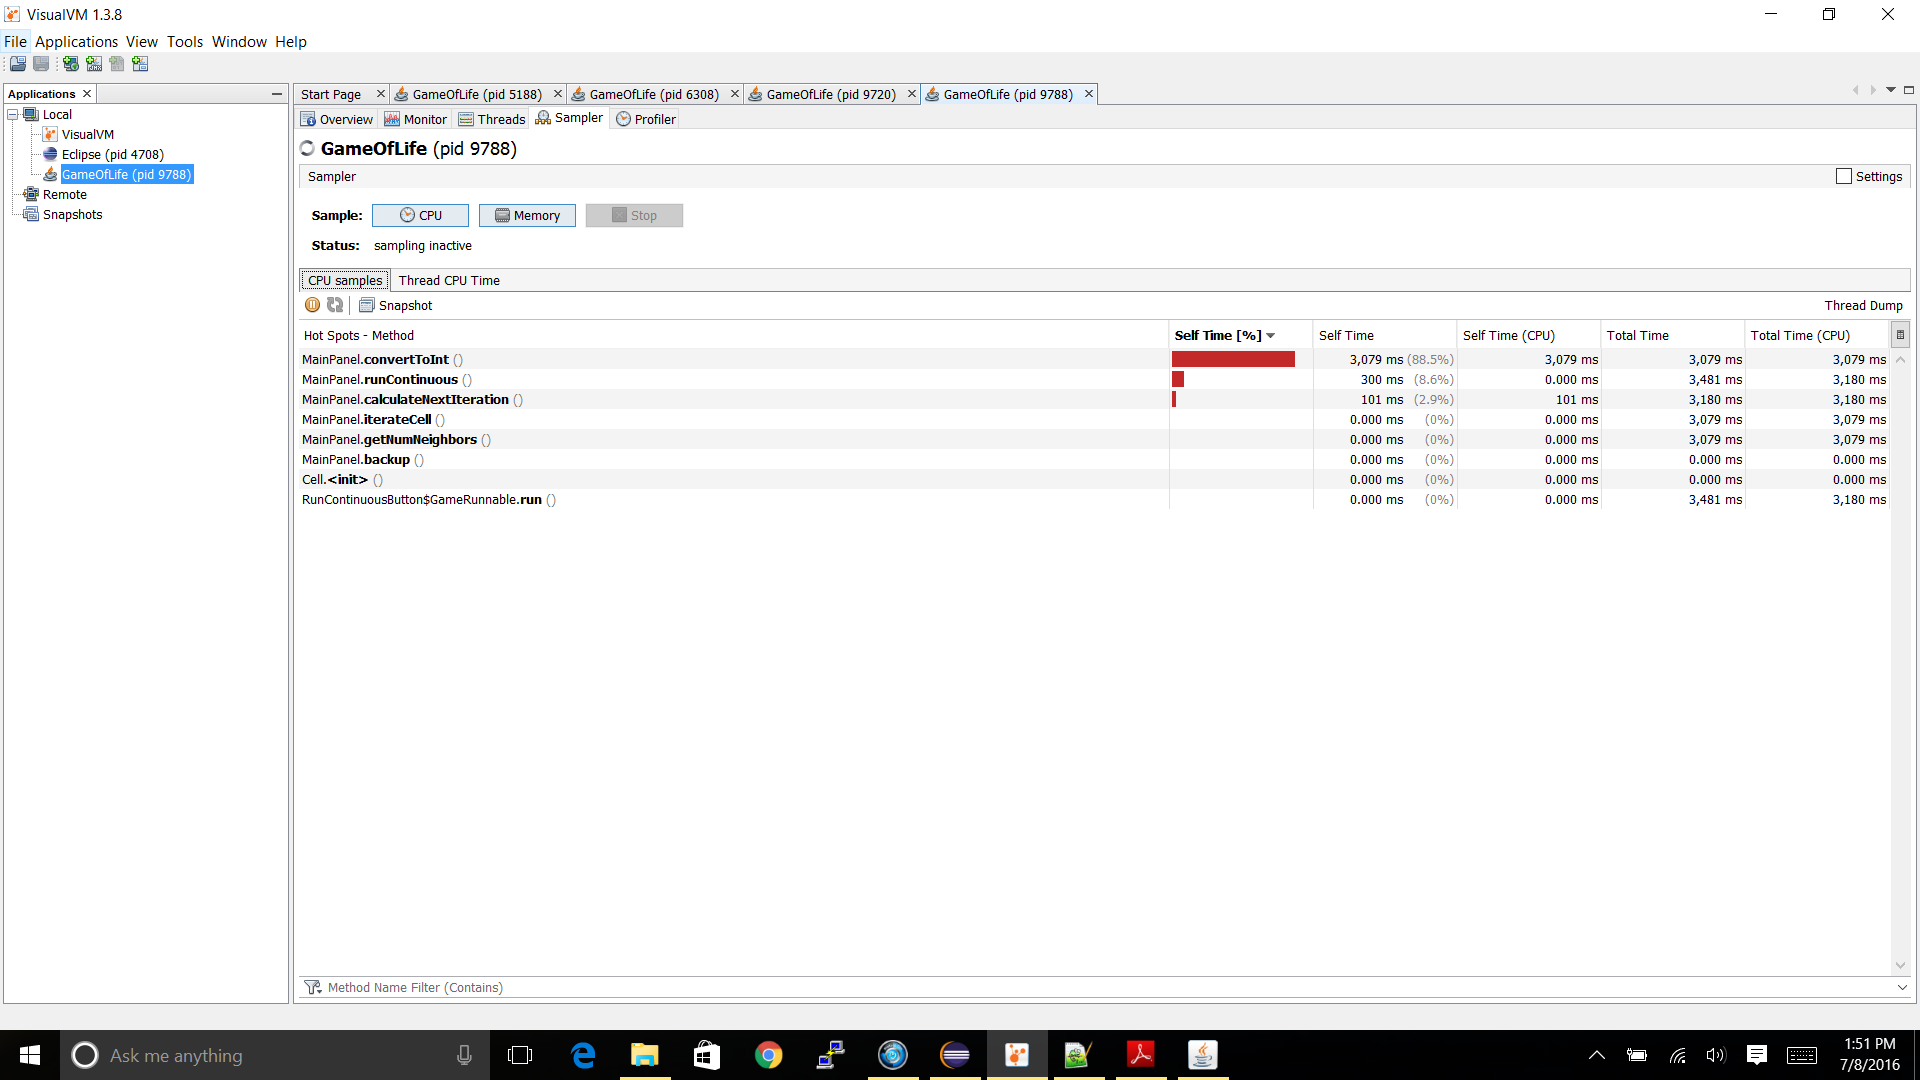 VisualVM 1.3.8
File Applications View Tools Window Help
Applications
Local
VisualVM
Eclipse (pid 4708)
GameOfLife (pid 9788)
Remote
Snapshots
Start Page GameOfLife (pid 5188) GameOfLife (pid 6308) GameOfLife (pid 9720) GameOfLife (pid 9788)
Overview Monitor Threads Sampler Profiler
GameOfLife (pid 9788)
Sampler Settings
Sample: CPU Memory Stop
Status: sampling inactive
CPU samples Thread CPU Time
Snapshot Thread Dump
Hot Spots - Method Self Time [%] Self Time Self Time (CPU) Total Time Total Time (CPU)
MainPanel.convertToInt () 3,079 ms (88.5%) 3,079 ms 3,079 ms 3,079 ms
MainPanel.runContinuous () 300 ms (8.6%) 0.000 ms 3,481 ms 3,180 ms
MainPanel.calculateNextIteration () 101 ms (2.9%) 101 ms 3,180 ms 3,180 ms
MainPanel.iterateCell () 0.000 ms (0%) 0.000 ms 3,079 ms 3,079 ms
MainPanel.getNumNeighbors () 0.000 ms (0%) 0.000 ms 3,079 ms 3,079 ms
MainPanel.backup () 0.000 ms (0%) 0.000 ms 0.000 ms 0.000 ms
Cell.<init> () 0.000 ms (0%) 0.000 ms 0.000 ms 0.000 ms
RunContinuousButton$GameRunnable.run () 0.000 ms (0%) 0.000 ms 3,481 ms 3,180 ms
Method Name Filter (Contains)
Ask me anything
1:51 PM
7/8/2016